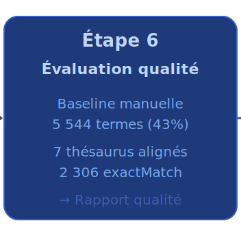 Étape 6
Évaluation qualité
Baseline manuelle
5 544 termes (43%)
7 thésaurus alignés
2 306 exactMatch
→ Rapport qualité